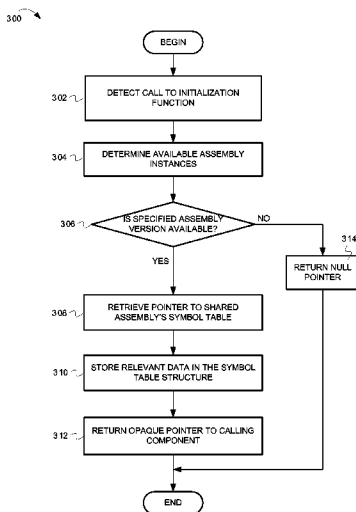 300
BEGIN
302
DETECT CALL TO INITIALIZATION
FUNCTION
304
DETERMINE AVAILABLE ASSEMBLY
INSTANCES
306
IS SPECIFIED ASSEMBLY
VERSION AVAILABLE?
NO
YES
314
RETURN NULL
POINTER
308
RETRIEVE POINTER TO SHARED
ASSEMBLY'S SYMBOL TABLE
310
STORE RELEVANT DATA IN THE SYMBOL
TABLE STRUCTURE
312
RETURN OPAQUE POINTER TO CALLING
COMPONENT
END